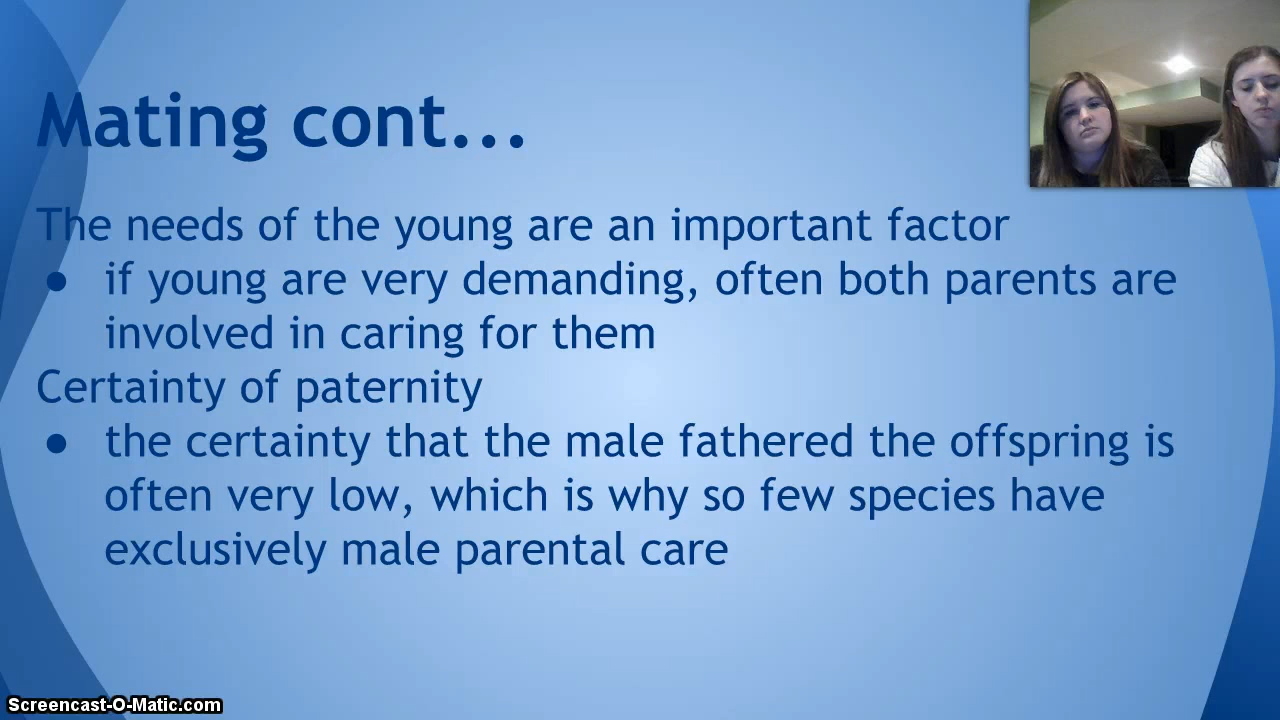 Mating cont...
The needs of the young are an important factor
● if young are very demanding, often both parents are
involved in caring for them
Certainty of paternity
● the certainty that the male fathered the offspring is
often very low, which is why so few species have
exclusively male parental care
Screencast-O-Matic.com